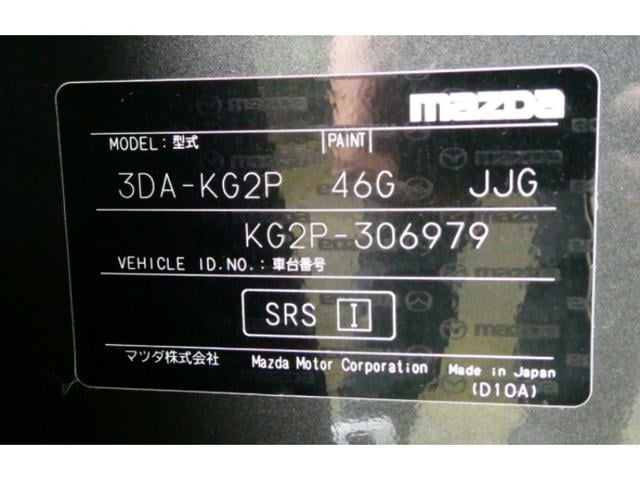 mazda
MODEL:型式 PAINT
3DA-KG2P 46G JJG
KG2P-306979
VEHICLE ID.NO.:車台番号
SRS I
マツダ株式会社 Mazda Motor Corporation Made in Japan
(D10A)